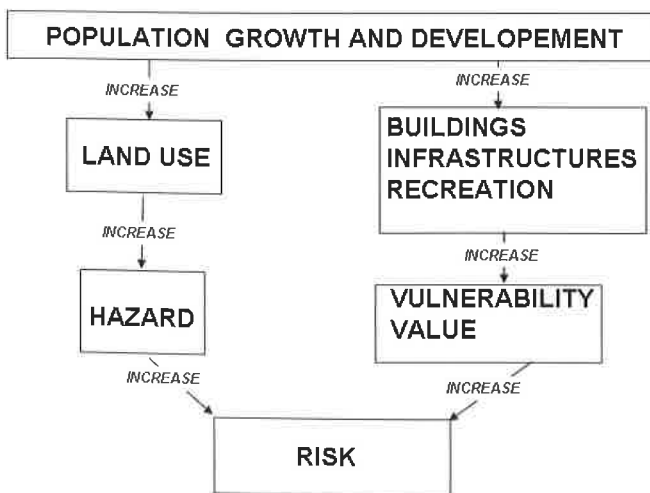 POPULATION GROWTH AND DEVELOPEMENT
INCREASE
INCREASE
LAND USE
BUILDINGS
INFRASTRUCTURES
RECREATION
INCREASE
INCREASE
HAZARD
VULNERABILITY
VALUE
INCREASE
INCREASE
RISK